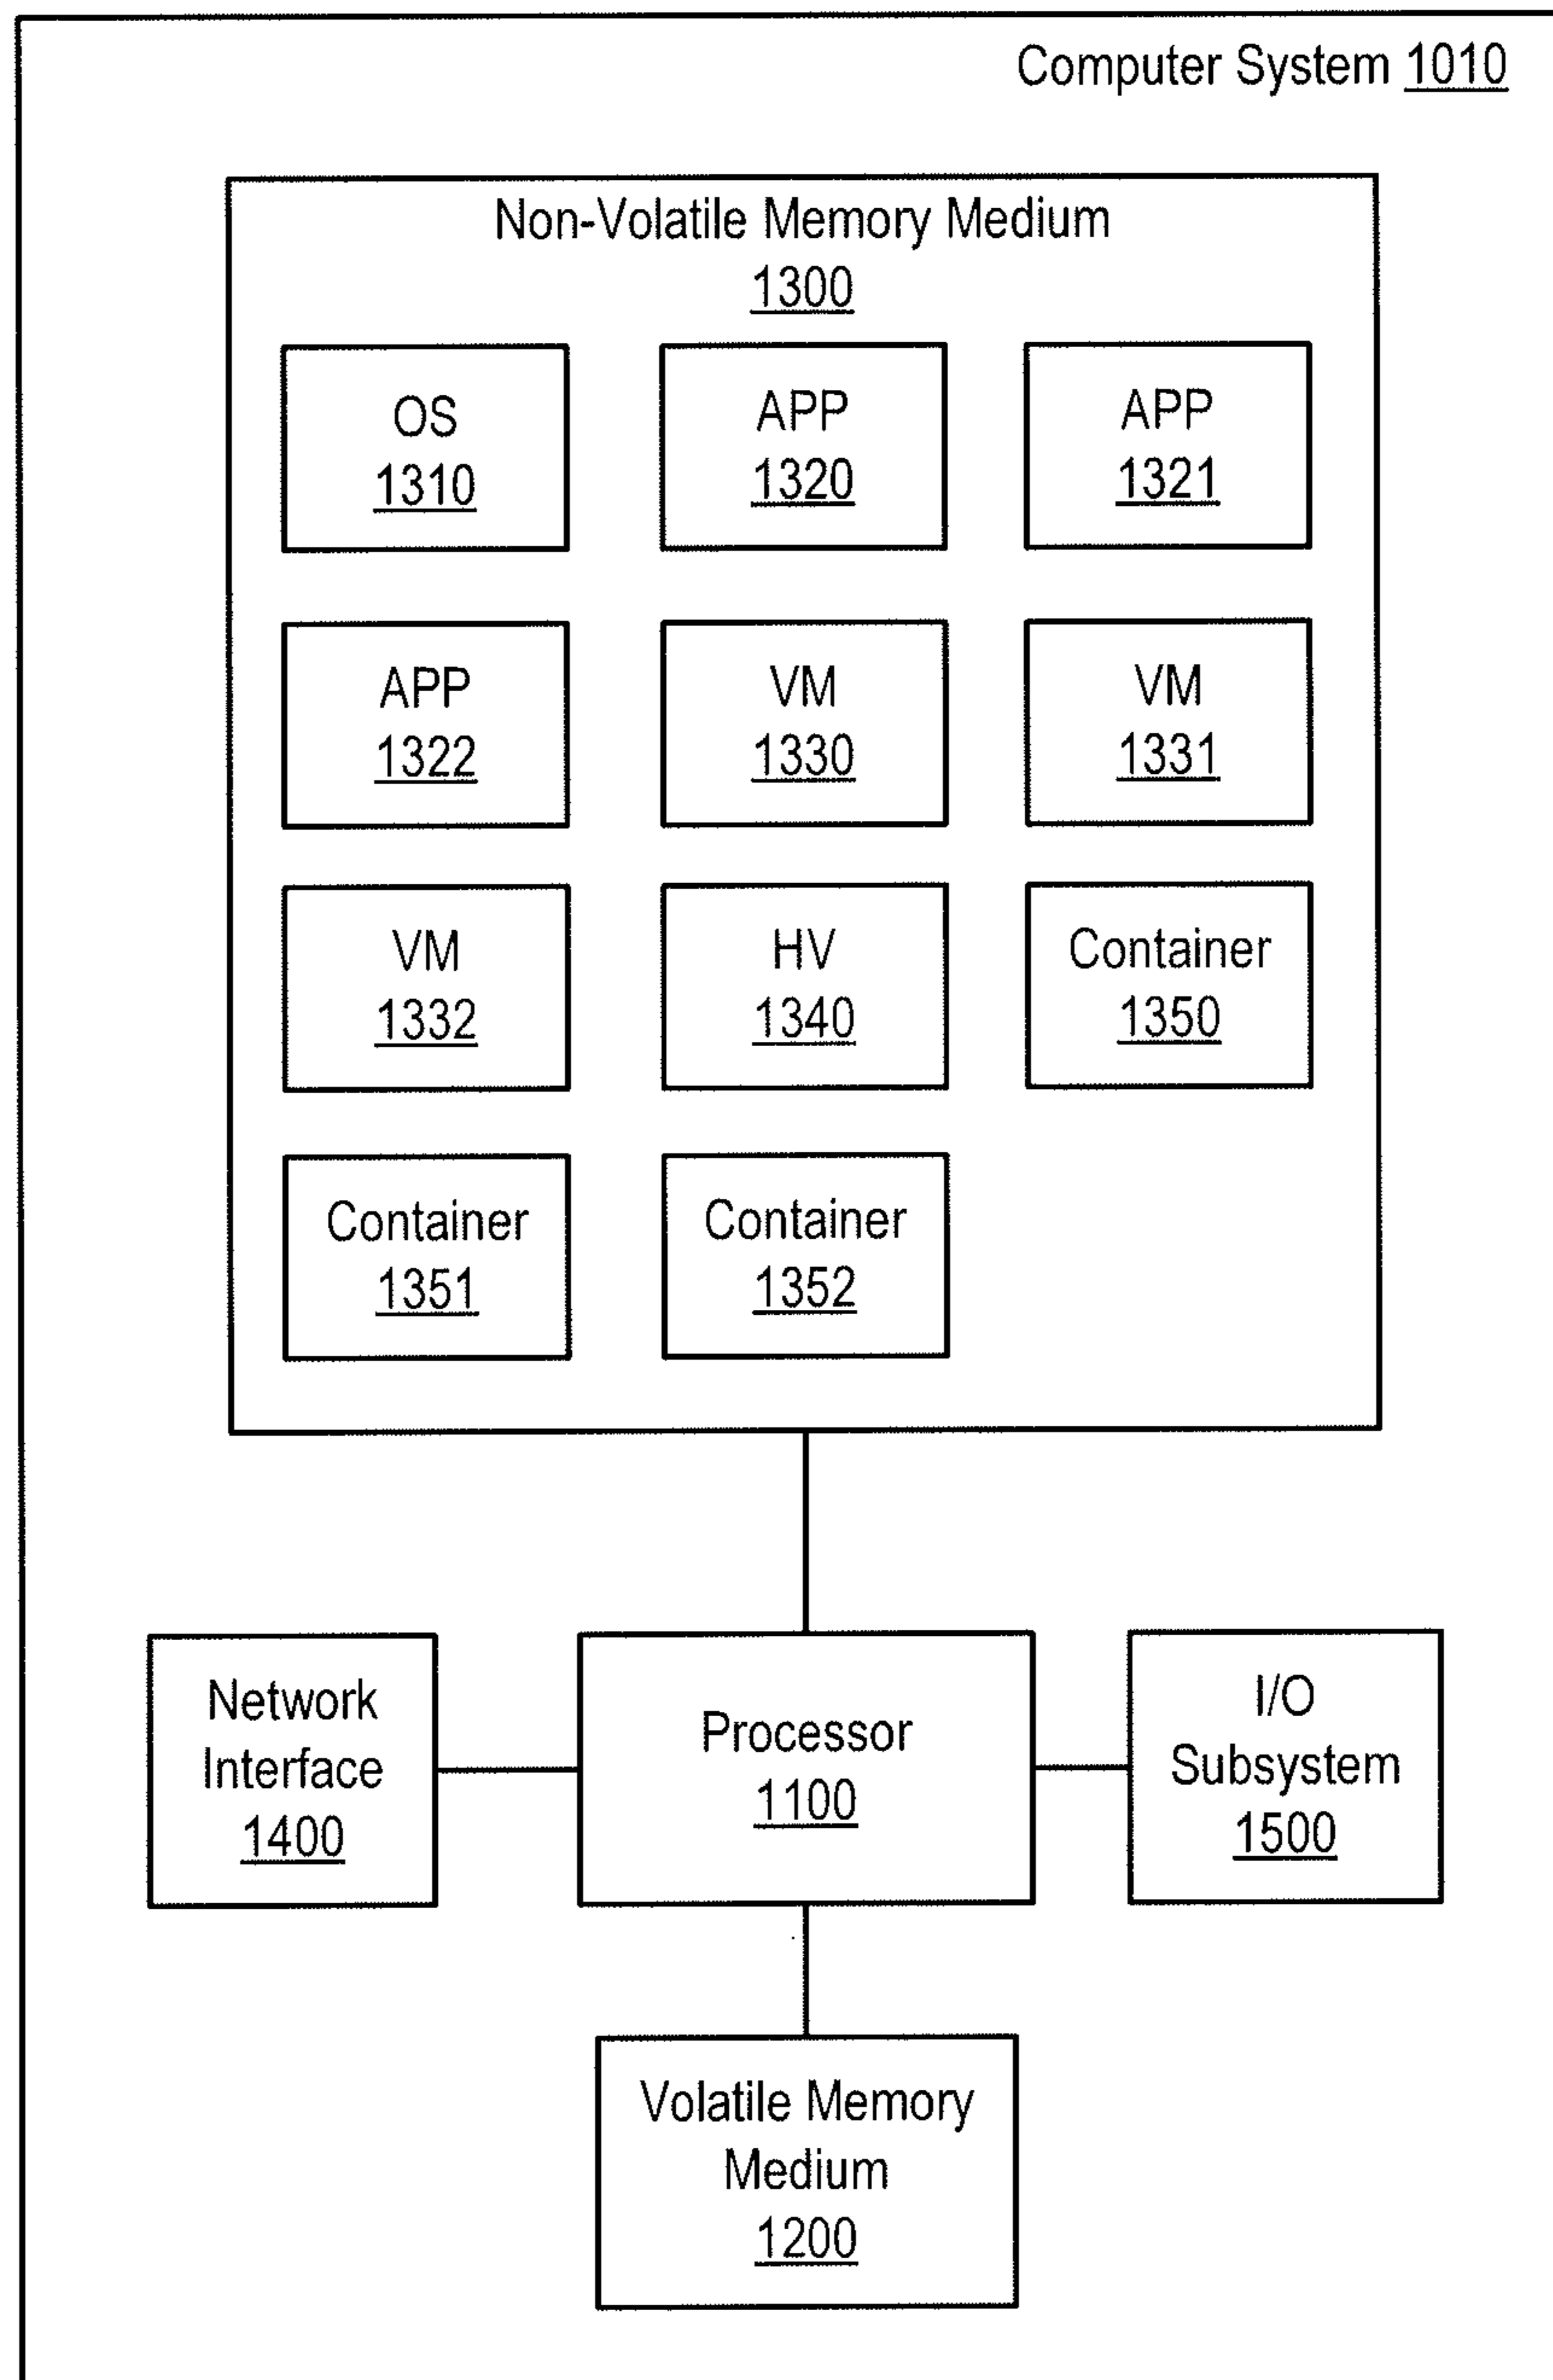 Computer System 1010
Non-Volatile Memory Medium
1300
OS
1310
APP
1320
APP
1321
APP
1322
VM
1330
VM
1331
VM
1332
HV
1340
Container
1350
Container
1351
Container
1352
Network
Interface
1400
Processor
1100
I/O
Subsystem
1500
Volatile Memory
Medium
1200